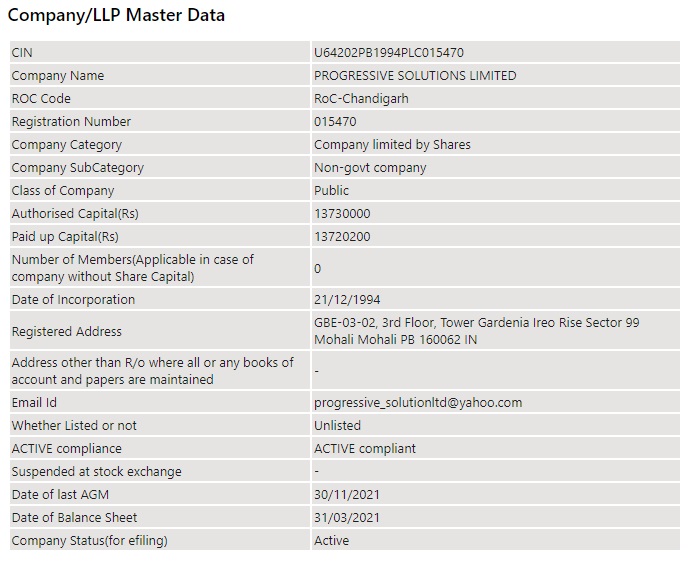 Company/LLP Master Data
CIN U64202PB1994PLC015470
Company Name PROGRESSIVE SOLUTIONS LIMITED
ROC Code RoC-Chandigarh
Registration Number 015470
Company Category Company limited by Shares
Company SubCategory Non-govt company
Class of Company Public
Authorised Capital(Rs) 13730000
Paid up Capital(Rs) 13720200
Number of Members(Applicable in case of
company without Share Capital) 0
Date of Incorporation 21/12/1994
Registered Address GBE-03-02, 3rd Floor, Tower Gardenia Ireo Rise Sector 99
Mohali Mohali PB 160062 IN
Address other than R/o where all or any books of
account and papers are maintained -
Email Id progressive_solutionltd@yahoo.com
Whether Listed or not Unlisted
ACTIVE compliance ACTIVE compliant
Suspended at stock exchange -
Date of last AGM 30/11/2021
Date of Balance Sheet 31/03/2021
Company Status(for efiling) Active